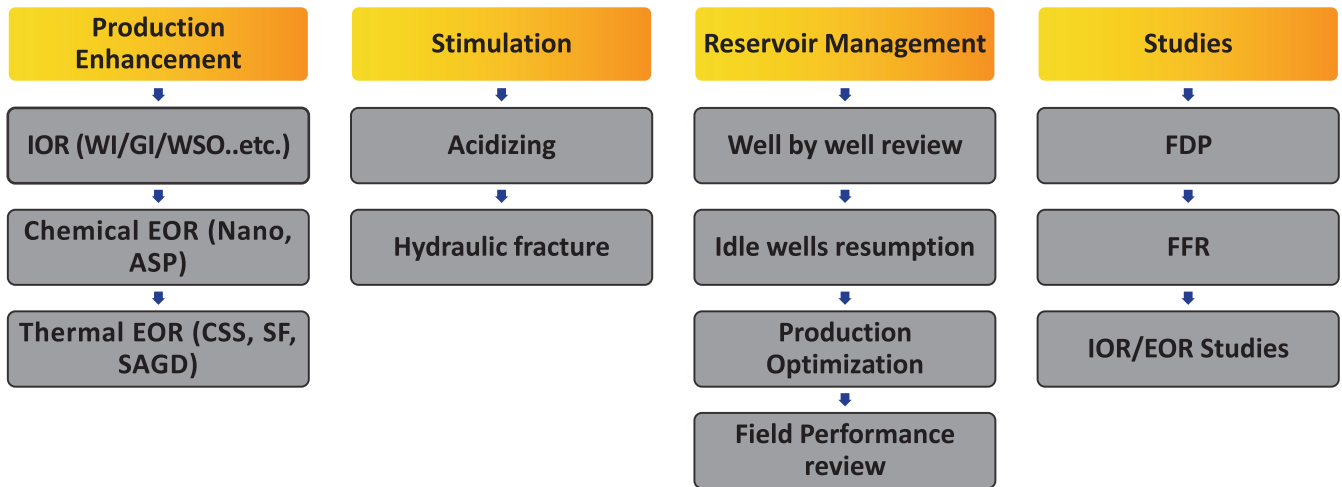 Production
Enhancement
IOR (WI/GI/WSO..etc.)
Chemical EOR (Nano,
ASP)
Thermal EOR (CSS, SF,
SAGD)
Stimulation
Acidizing
Hydraulic fracture
Reservoir Management
Well by well review
Idle wells resumption
Production
Optimization
Field Performance
review
Studies
FDP
FFR
IOR/EOR Studies